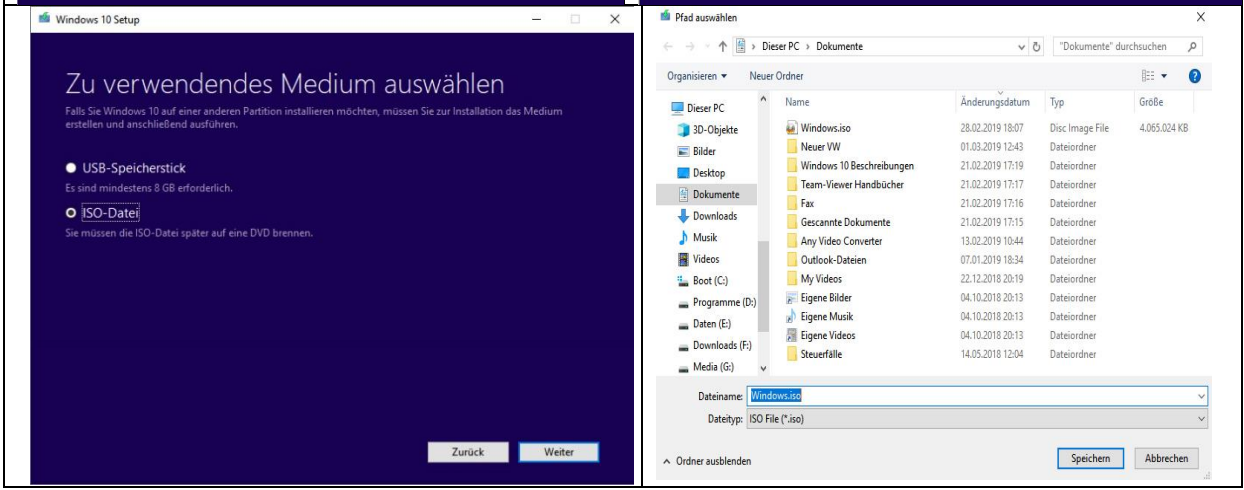 Windows 10 Setup
Zu verwendendes Medium auswählen
Falls Sie Windows 10 auf einer anderen Partition installieren möchten, müssen Sie zur Installation das Medium
erstellen und anschließend ausführen.
USB-Speicherstick
Es sind mindestens 8 GB erforderlich.
ISO-Datei
Sie müssen die ISO-Datei später auf eine DVD brennen.
Zurück Weiter
Pfad auswählen
Dieser PC › Dokumente "Dokumente" durchsuchen
Organisieren Neuer Ordner
Dieser PC
3D-Objekte
Bilder
Desktop
Dokumente
Downloads
Musik
Videos
Boot (C:)
Programme (D:)
Daten (E:)
Downloads (F:)
Media (G:)
Name Änderungsdatum Typ Größe
Windows.iso 28.02.2019 18:07 Disc Image File 4.065.024 KB
Neuer VW 01.03.2019 12:43 Dateiordner
Windows 10 Beschreibungen 21.02.2019 17:19 Dateiordner
Team-Viewer Handbücher 21.02.2019 17:17 Dateiordner
Fax 21.02.2019 17:16 Dateiordner
Gescannte Dokumente 21.02.2019 17:15 Dateiordner
Any Video Converter 13.02.2019 10:44 Dateiordner
Outlook-Dateien 07.01.2019 18:34 Dateiordner
My Videos 22.12.2018 20:19 Dateiordner
Eigene Bilder 04.10.2018 20:13 Dateiordner
Eigene Musik 04.10.2018 20:13 Dateiordner
Eigene Videos 04.10.2018 20:13 Dateiordner
Steuerfälle 14.05.2018 12:04 Dateiordner
Dateiname: Windows.iso
Dateityp: ISO File (*.iso)
Ordner ausblenden Speichern Abbrechen